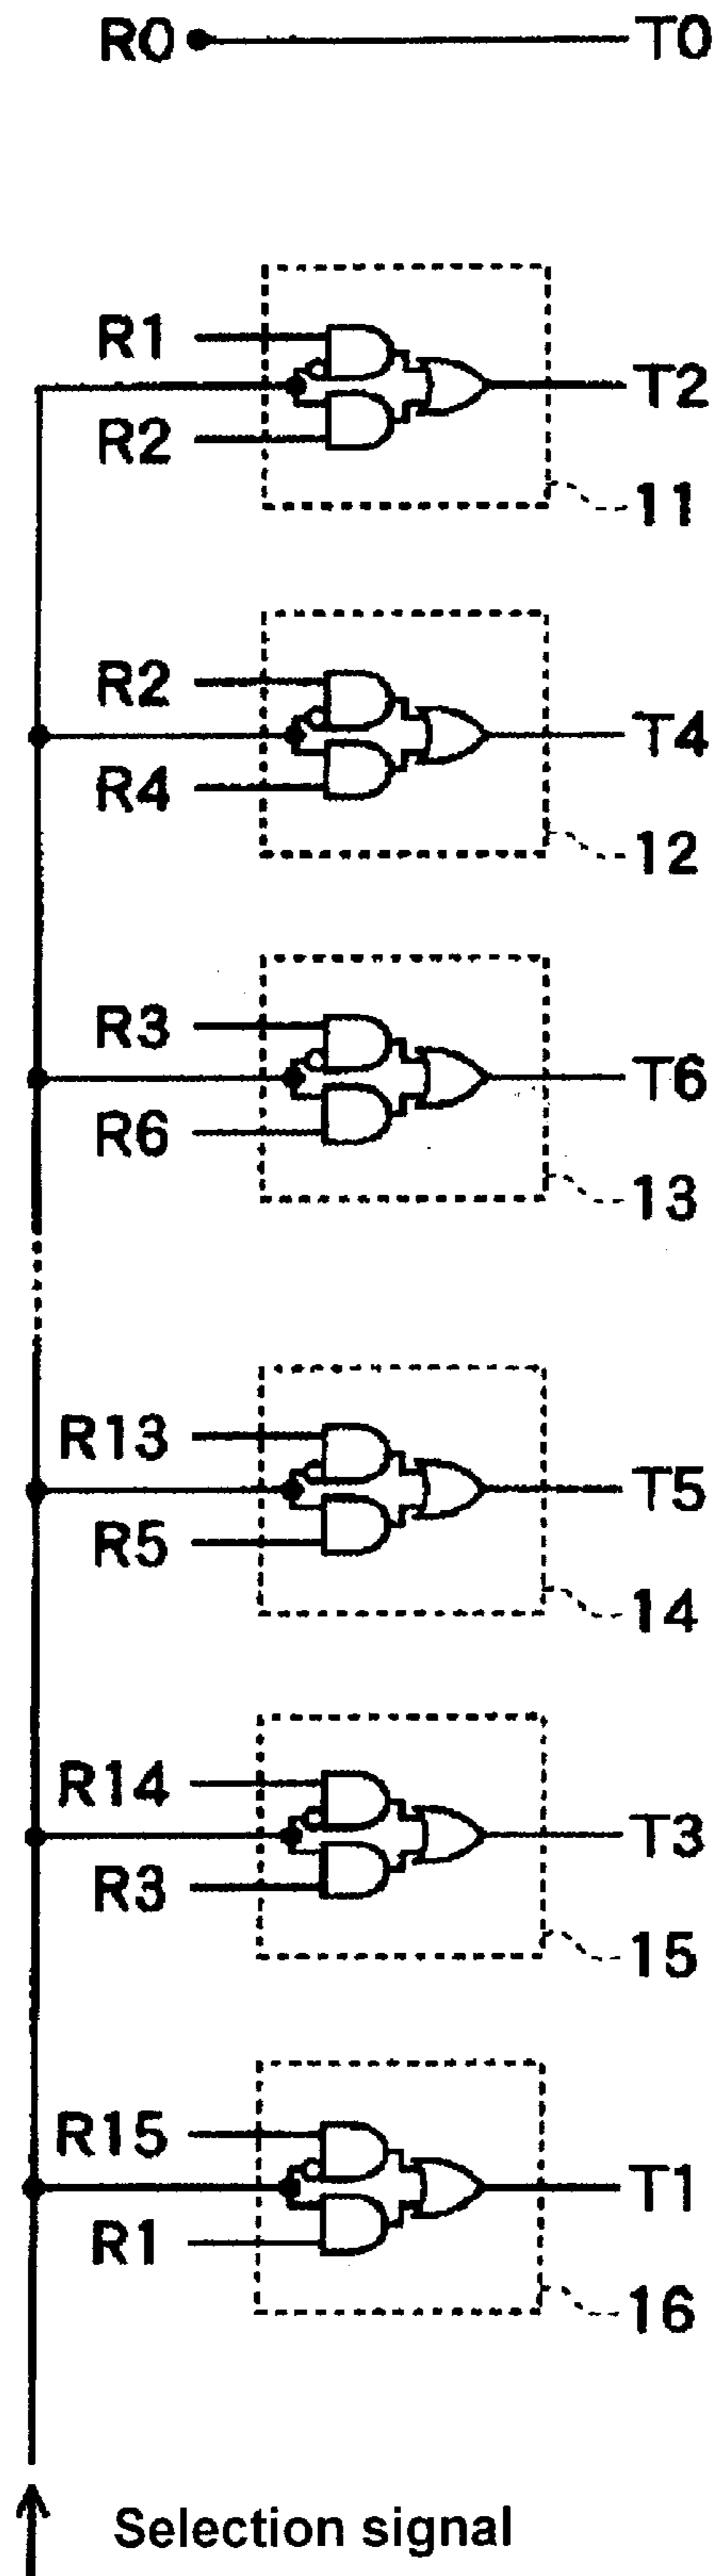 R0 T0
R1
T2
R2
11
R2
T4
R4
12
R3
T6
R6
13
R13
T5
R5
14
R14
T3
R3
15
R15
T1
R1
16
Selection signal